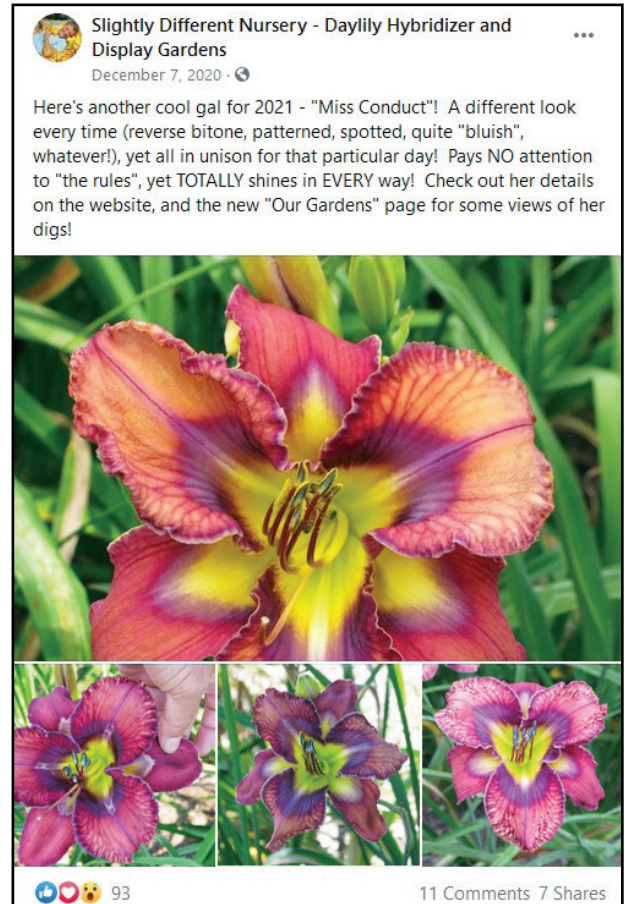 Slightly Different Nursery - Daylily Hybridizer and
Display Gardens
December 7, 2020 ·
Here's another cool gal for 2021 - "Miss Conduct"! A different look
every time (reverse bitone, patterned, spotted, quite "bluish",
whatever!), yet all in unison for that particular day! Pays NO attention
to "the rules", yet TOTALLY shines in EVERY way! Check out her details
on the website, and the new "Our Gardens" page for some views of her
digs!
93
11 Comments 7 Shares